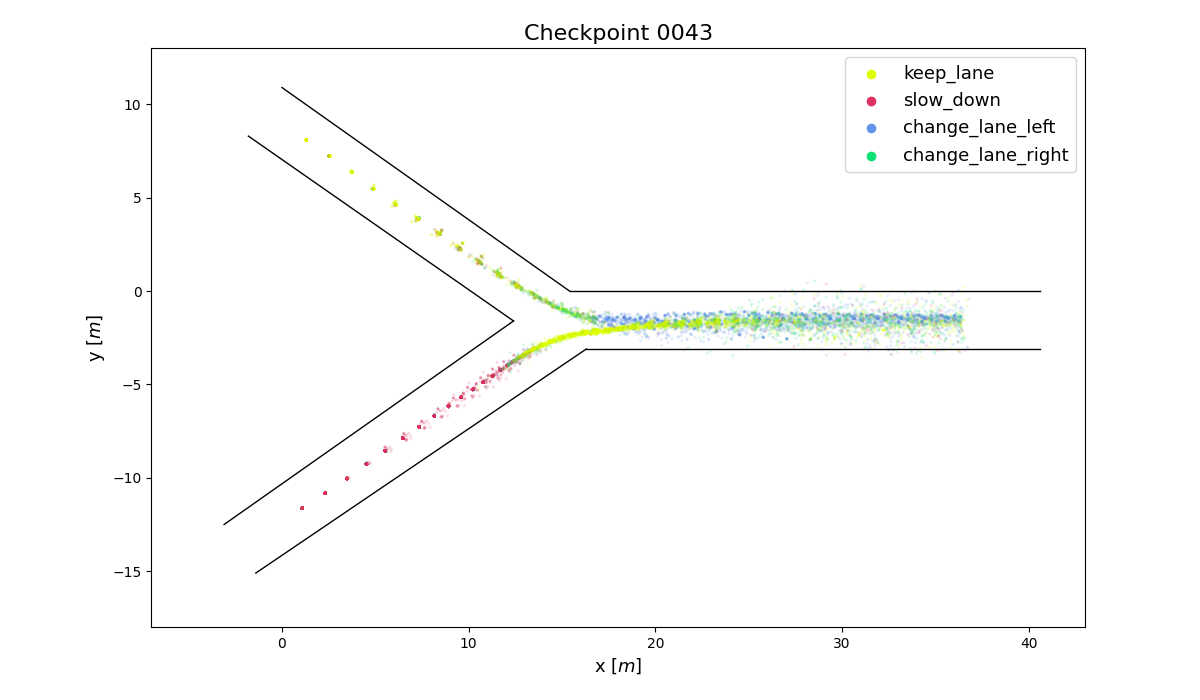 Checkpoint 0043
keep_lane
slow_down
change_lane_left
change_lane_right
10
5
0
−5
−10
−15
y [m]
0
10
20
30
40
x [m]